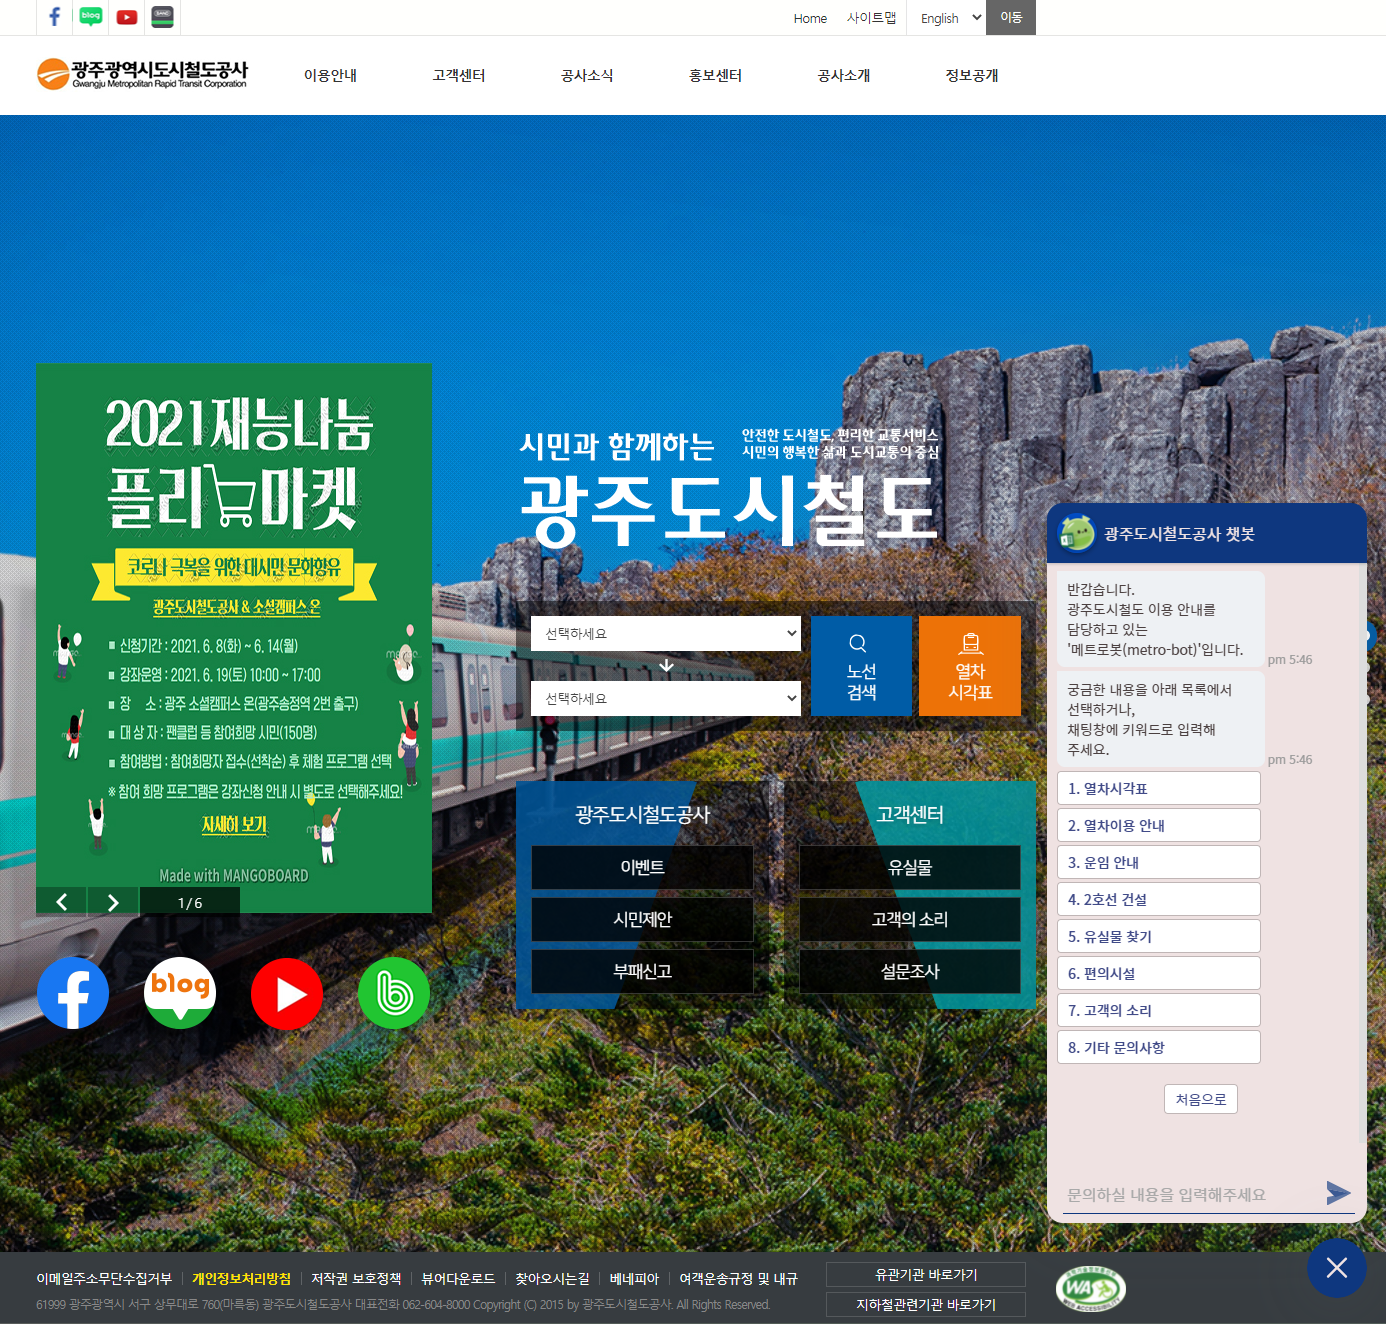 blog
Home
사이트맵
English
이동
광주광역시도시철도공사
Gwangju Metropolitan Rapid Transit Corporation
이용안내
고객센터
공사소식
홍보센터
공사소개
정보공개
2021재능나눔
플리마켓
코로나 극복을 위한 대시민 문화향유
광주도시철도공사 & 소셜캠퍼스 온
신청기간 : 2021. 6. 8(화) ~ 6. 14(월)
강좌운영 : 2021. 6. 19(토) 10:00 ~ 17:00
장 소 : 광주 소셜캠퍼스 온(광주송정역 2번 출구)
대 상 자 : 팬클럽 등 참여희망 시민(150명)
참여방법 : 참여희망자 접수(선착순) 후 체험 프로그램 선택
※ 참여 희망 프로그램은 강좌신청 안내 시 별도로 선택해주세요!
자세히 보기
Made with MANGOBOARD
1 / 6
blog
시민과 함께하는
안전한 도시철도, 편리한 교통서비스
시민의 행복한 삶과 도시교통의 중심
광주도시철도
선택하세요
선택하세요
노선
검색
열차
시각표
광주도시철도공사
이벤트
시민제안
부패신고
고객센터
유실물
고객의 소리
설문조사
광주도시철도공사 챗봇
반갑습니다.
광주도시철도 이용 안내를
담당하고 있는
'메트로봇(metro-bot)'입니다.
pm 5:46
궁금한 내용을 아래 목록에서
선택하거나,
채팅창에 키워드로 입력해
주세요.
pm 5:46
1. 열차시각표
2. 열차이용 안내
3. 운임 안내
4. 2호선 건설
5. 유실물 찾기
6. 편의시설
7. 고객의 소리
8. 기타 문의사항
처음으로
문의하실 내용을 입력해주세요
이메일주소무단수집거부
개인정보처리방침
저작권 보호정책
뷰어다운로드
찾아오시는길
베네피아
여객운송규정 및 내규
61999 광주광역시 서구 상무대로 760(마륵동) 광주도시철도공사 대표전화 062-604-8000 Copyright (C) 2015 by 광주도시철도공사. All Rights Reserved.
유관기관 바로가기
지하철관련기관 바로가기
WA
WEB ACCESSIBILITY